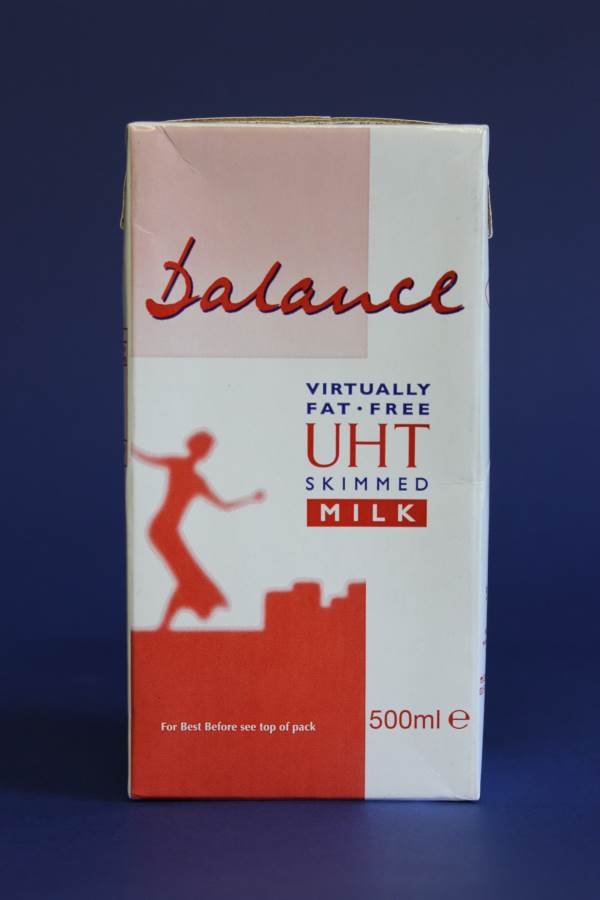 balance
VIRTUALLY
FAT · FREE
UHT
SKIMMED
MILK
For Best Before see top of pack
500ml ℮